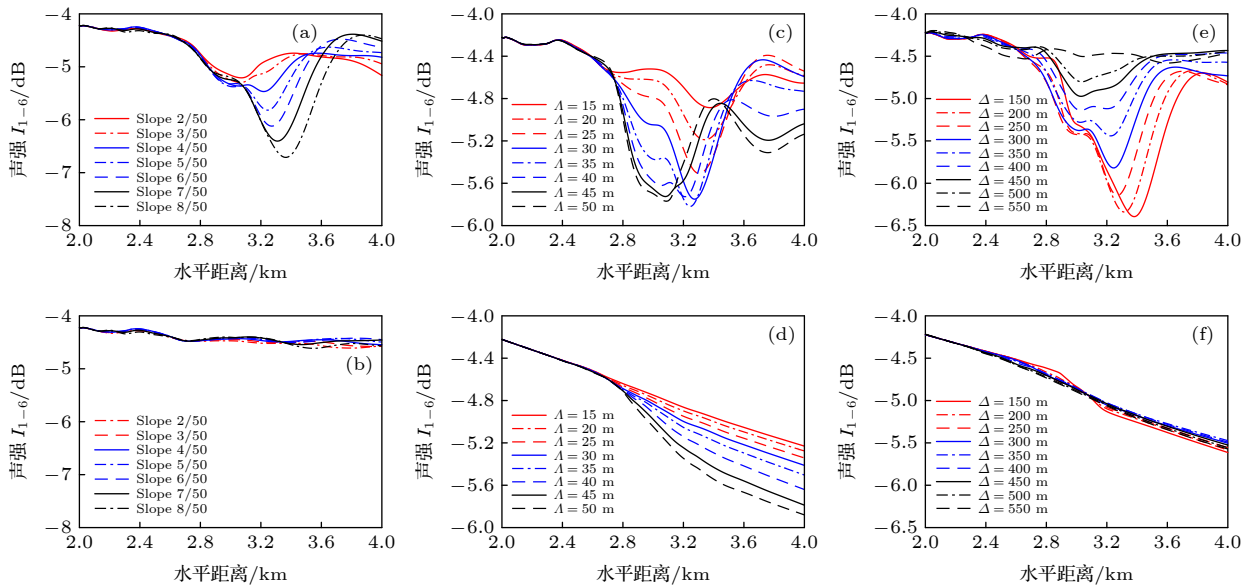 −4
−5
−6
−7
−8
声强 I1−6/dB
(a)
Slope 2/50
Slope 3/50
Slope 4/50
Slope 5/50
Slope 6/50
Slope 7/50
Slope 8/50
2.0 2.4 2.8 3.2 3.6 4.0
水平距离/km
−4.0
−4.4
−4.8
−5.2
−5.6
−6.0
声强 I1−6/dB
(c)
Λ = 15 m
Λ = 20 m
Λ = 25 m
Λ = 30 m
Λ = 35 m
Λ = 40 m
Λ = 45 m
Λ = 50 m
2.0 2.4 2.8 3.2 3.6 4.0
水平距离/km
−4.0
−4.5
−5.0
−5.5
−6.0
−6.5
声强 I1−6/dB
(e)
Δ = 150 m
Δ = 200 m
Δ = 250 m
Δ = 300 m
Δ = 350 m
Δ = 400 m
Δ = 450 m
Δ = 500 m
Δ = 550 m
2.0 2.4 2.8 3.2 3.6 4.0
水平距离/km
−4
−5
−6
−7
−8
声强 I1−6/dB
(b)
Slope 2/50
Slope 3/50
Slope 4/50
Slope 5/50
Slope 6/50
Slope 7/50
Slope 8/50
2.0 2.4 2.8 3.2 3.6 4.0
水平距离/km
−4.0
−4.4
−4.8
−5.2
−5.6
−6.0
声强 I1−6/dB
(d)
Λ = 15 m
Λ = 20 m
Λ = 25 m
Λ = 30 m
Λ = 35 m
Λ = 40 m
Λ = 45 m
Λ = 50 m
2.0 2.4 2.8 3.2 3.6 4.0
水平距离/km
−4.0
−4.5
−5.0
−5.5
−6.0
−6.5
声强 I1−6/dB
(f)
Δ = 150 m
Δ = 200 m
Δ = 250 m
Δ = 300 m
Δ = 350 m
Δ = 400 m
Δ = 450 m
Δ = 500 m
Δ = 550 m
2.0 2.4 2.8 3.2 3.6 4.0
水平距离/km